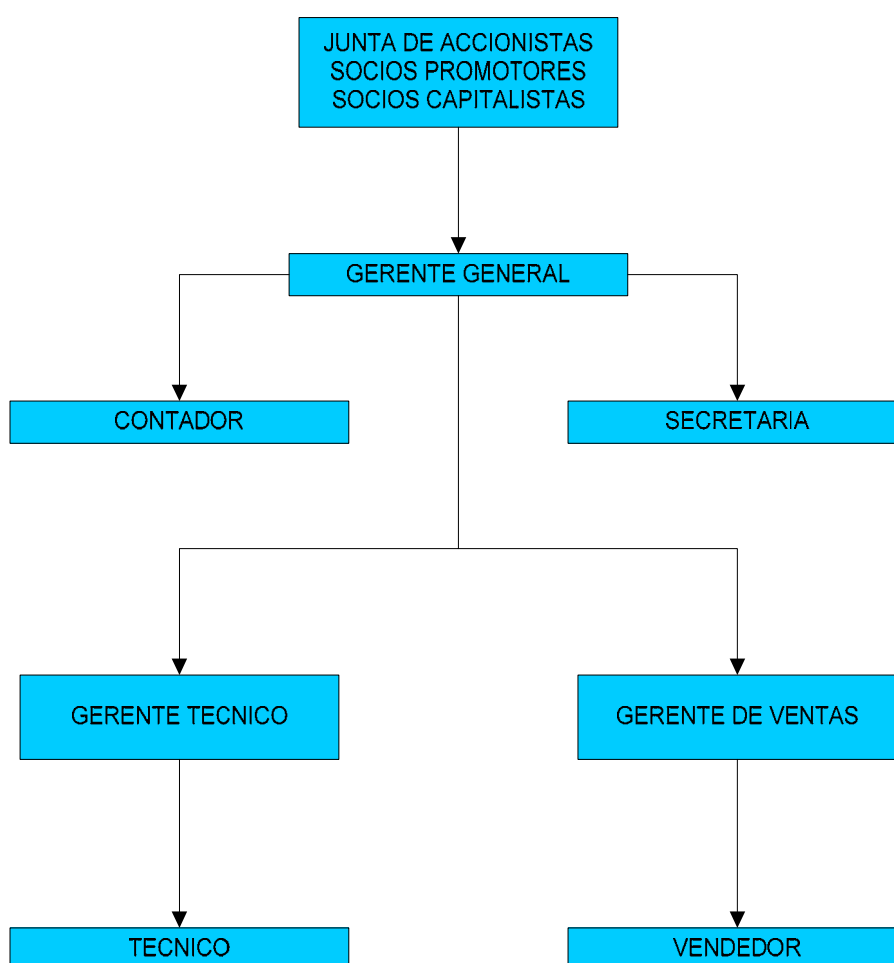 JUNTA DE ACCIONISTAS
SOCIOS PROMOTORES
SOCIOS CAPITALISTAS
GERENTE GENERAL
CONTADOR
SECRETARIA
GERENTE TECNICO
GERENTE DE VENTAS
TECNICO
VENDEDOR